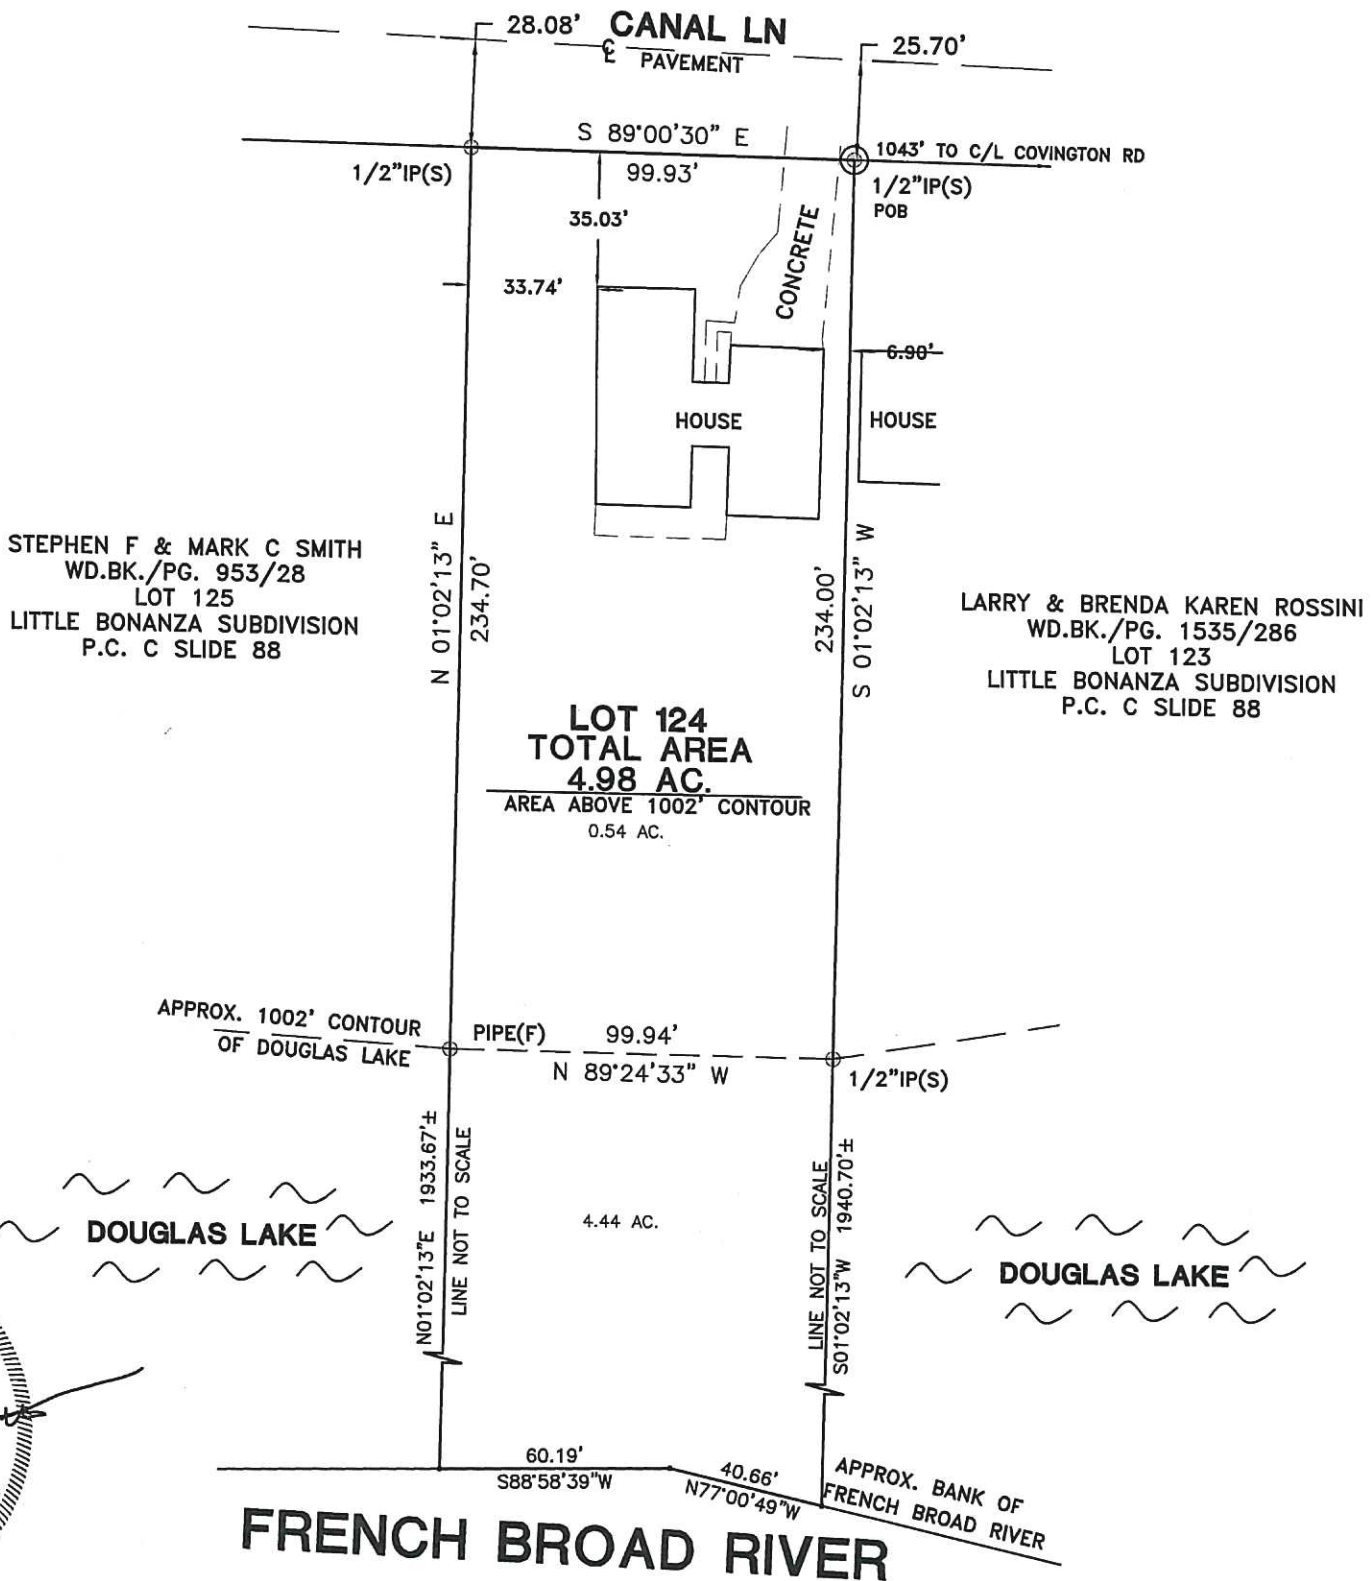 28.08'
CANAL LN
℄ PAVEMENT
25.70'
S 89°00'30" E
99.93'
1043' TO C/L COVINGTON RD
1/2"IP(S)
1/2"IP(S)
POB
35.03'
33.74'
CONCRETE
6.90'
HOUSE
HOUSE
STEPHEN F & MARK C SMITH
WD.BK./PG. 953/28
LOT 125
LITTLE BONANZA SUBDIVISION
P.C. C SLIDE 88
N 01°02'13" E
234.70'
234.00'
S 01°02'13" W
LARRY & BRENDA KAREN ROSSINI
WD.BK./PG. 1535/286
LOT 123
LITTLE BONANZA SUBDIVISION
P.C. C SLIDE 88
LOT 124
TOTAL AREA
4.98 AC.
AREA ABOVE 1002' CONTOUR
0.54 AC.
APPROX. 1002' CONTOUR
OF DOUGLAS LAKE
PIPE(F)
99.94'
N 89°24'33" W
1/2"IP(S)
N01°02'13"E 1933.67'±
LINE NOT TO SCALE
4.44 AC.
LINE NOT TO SCALE
S01°02'13"W 1940.70'±
DOUGLAS LAKE
DOUGLAS LAKE
60.19'
S88°58'39"W
40.66'
N77°00'49"W
APPROX. BANK OF
FRENCH BROAD RIVER
FRENCH BROAD RIVER